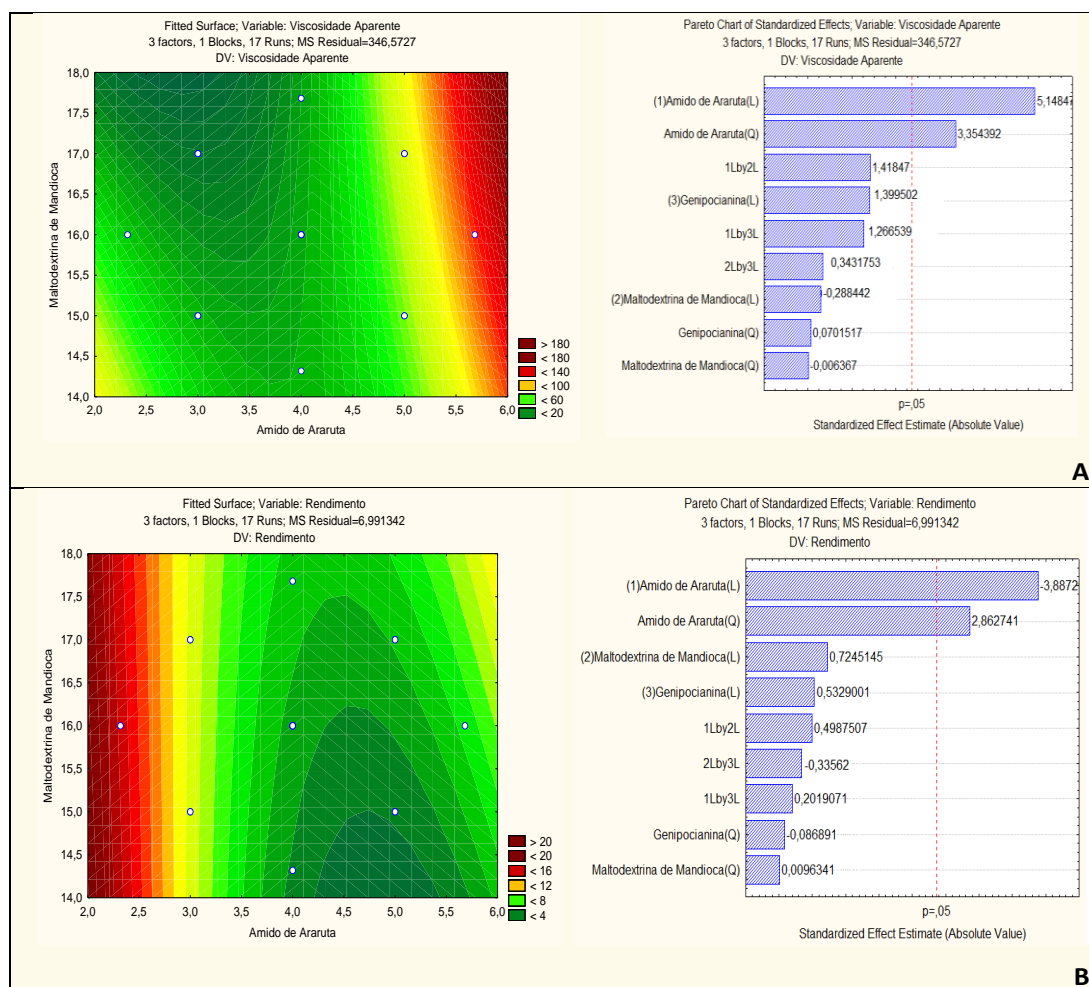 Fitted Surface; Variable: Viscosidade Aparente
3 factors, 1 Blocks, 17 Runs; MS Residual=346,5727
DV: Viscosidade Aparente
18,0
17,5
17,0
16,5
16,0
15,5
15,0
14,5
14,0
Maltodextrina de Mandioca
2,0 2,5 3,0 3,5 4,0 4,5 5,0 5,5 6,0
Amido de Araruta
> 180
< 180
< 140
< 100
< 60
< 20
Pareto Chart of Standardized Effects; Variable: Viscosidade Aparente
3 factors, 1 Blocks, 17 Runs; MS Residual=346,5727
DV: Viscosidade Aparente
(1)Amido de Araruta(L) 5,14847
Amido de Araruta(Q) 3,354392
1Lby2L 1,41847
(3)Genipocianina(L) 1,399502
1Lby3L 1,266539
2Lby3L 0,3431753
(2)Maltodextrina de Mandioca(L) -0,288442
Genipocianina(Q) 0,0701517
Maltodextrina de Mandioca(Q) -0,006367
p=,05
Standardized Effect Estimate (Absolute Value)
A
Fitted Surface; Variable: Rendimento
3 factors, 1 Blocks, 17 Runs; MS Residual=6,991342
DV: Rendimento
18,0
17,5
17,0
16,5
16,0
15,5
15,0
14,5
14,0
Maltodextrina de Mandioca
2,0 2,5 3,0 3,5 4,0 4,5 5,0 5,5 6,0
Amido de Araruta
> 20
< 20
< 16
< 12
< 8
< 4
Pareto Chart of Standardized Effects; Variable: Rendimento
3 factors, 1 Blocks, 17 Runs; MS Residual=6,991342
DV: Rendimento
(1)Amido de Araruta(L) -3,8872
Amido de Araruta(Q) 2,862741
(2)Maltodextrina de Mandioca(L) 0,7245145
(3)Genipocianina(L) 0,5329001
1Lby2L 0,4987507
2Lby3L -0,33562
1Lby3L 0,2019071
Genipocianina(Q) -0,086891
Maltodextrina de Mandioca(Q) 0,0096341
p=,05
Standardized Effect Estimate (Absolute Value)
B